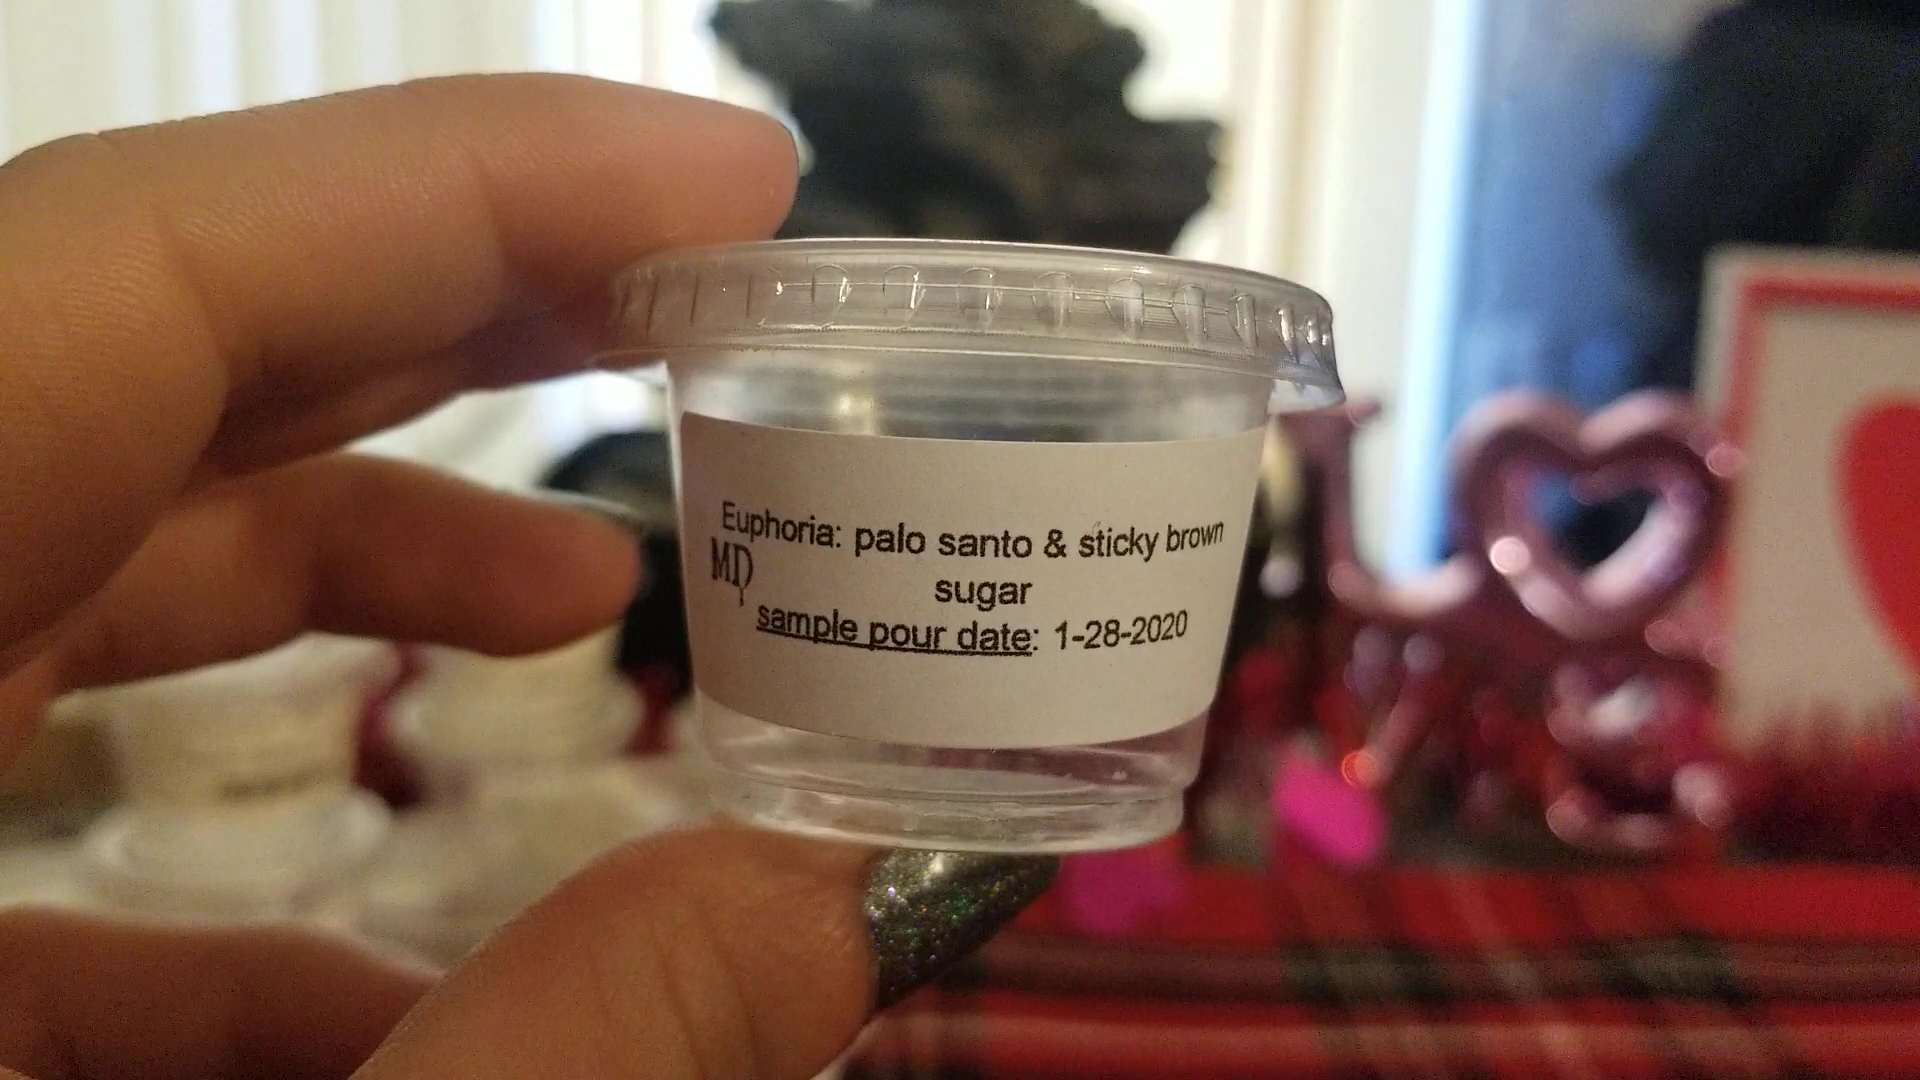 Euphoria: palo santo & sticky brown
sugar
MD
sample pour date: 1-28-2020